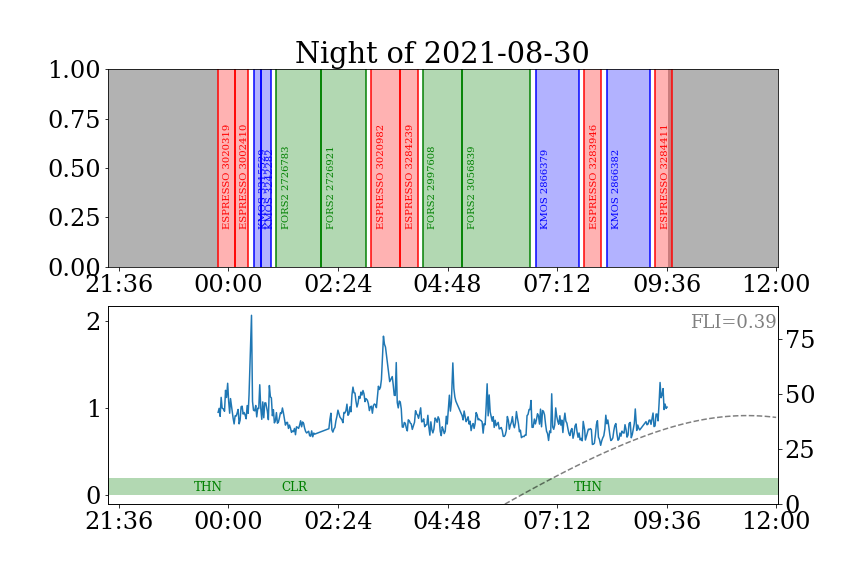 Night of 2021-08-30
1.00
0.75
0.50
0.25
0.00
ESPRESSO 3020319
ESPRESSO 3002410
KMOS
FORS2 2726783
FORS2 2726921
ESPRESSO 3020982
ESPRESSO 3284239
FORS2 2997608
FORS2 3056839
KMOS 2866379
ESPRESSO 3283946
KMOS 2866382
ESPRESSO 3284411
21:36 00:00 02:24 04:48 07:12 09:36 12:00
FLI=0.39
2
1
0
75
50
25
0
THN CLR THN
21:36 00:00 02:24 04:48 07:12 09:36 12:00